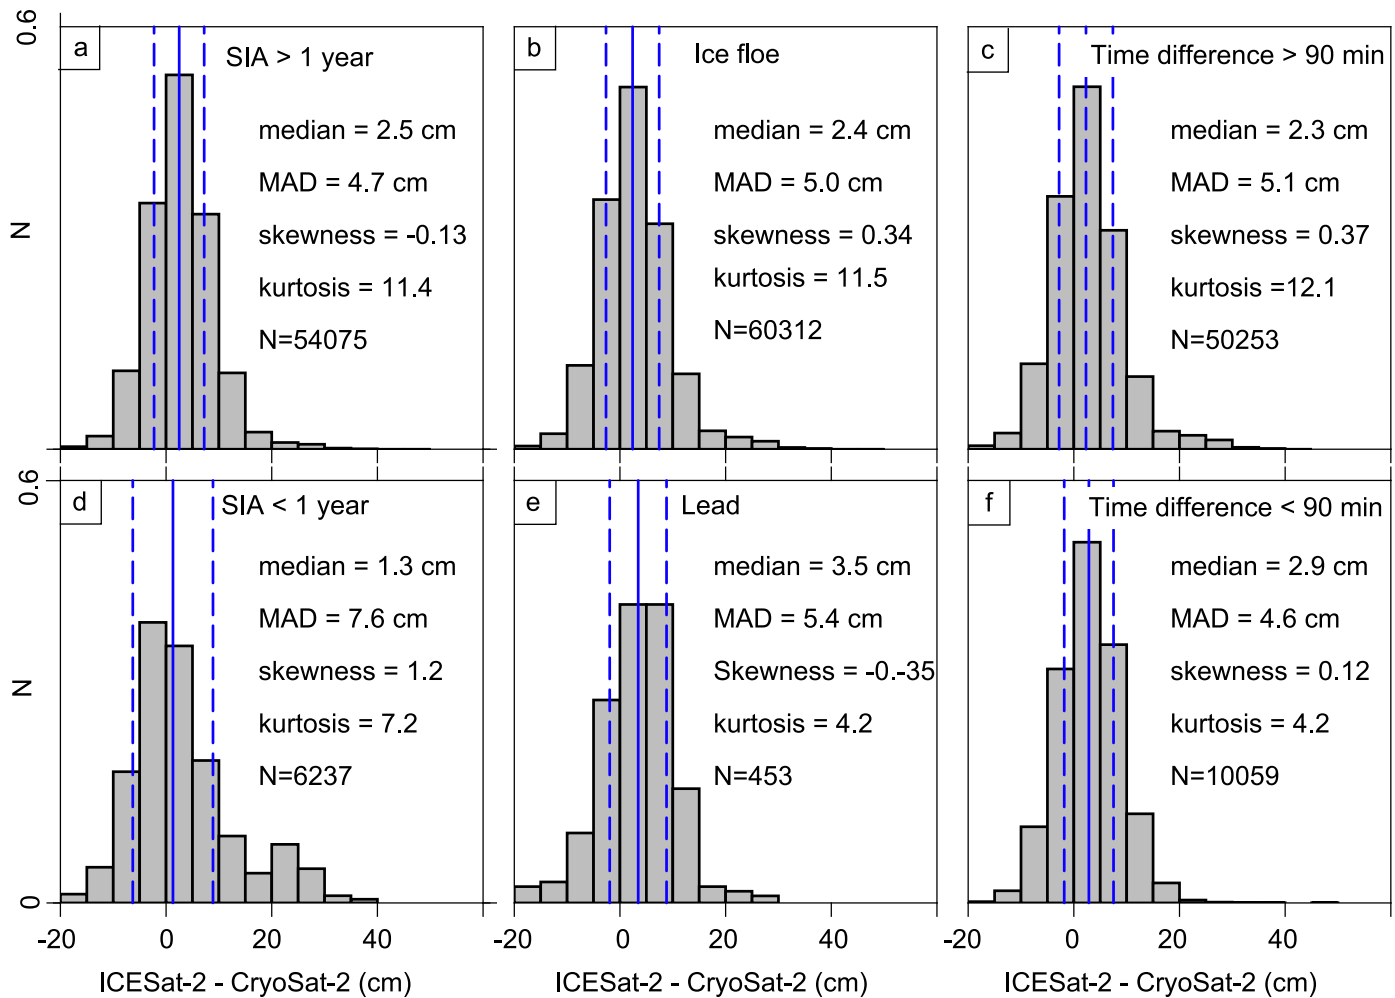 0.6
N
a
SIA > 1 year
median = 2.5 cm
MAD = 4.7 cm
skewness = -0.13
kurtosis = 11.4
N=54075
b
Ice floe
median = 2.4 cm
MAD = 5.0 cm
skewness = 0.34
kurtosis = 11.5
N=60312
c
Time difference > 90 min
median = 2.3 cm
MAD = 5.1 cm
skewness = 0.37
kurtosis =12.1
N=50253
0.6
N
0
d
SIA < 1 year
median = 1.3 cm
MAD = 7.6 cm
skewness = 1.2
kurtosis = 7.2
N=6237
-20 0 20 40
ICESat-2 - CryoSat-2 (cm)
e
Lead
median = 3.5 cm
MAD = 5.4 cm
Skewness = -0.-35
kurtosis = 4.2
N=453
-20 0 20 40
ICESat-2 - CryoSat-2 (cm)
f
Time difference < 90 min
median = 2.9 cm
MAD = 4.6 cm
skewness = 0.12
kurtosis = 4.2
N=10059
-20 0 20 40
ICESat-2 - CryoSat-2 (cm)